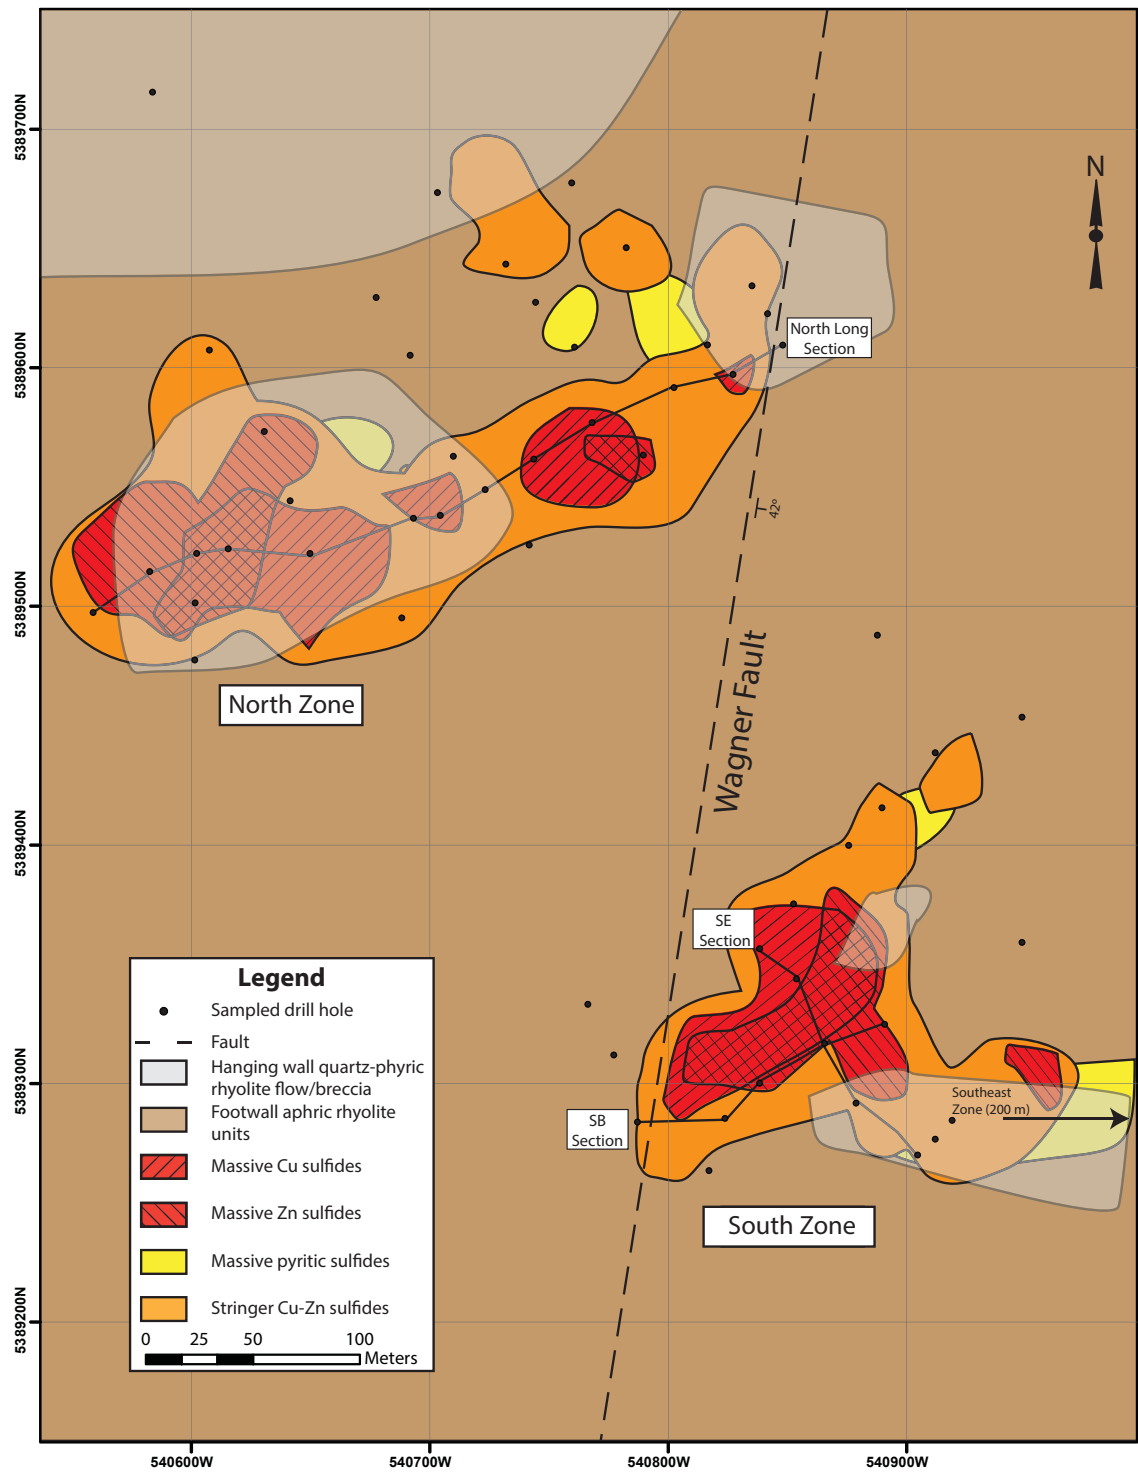 5389700N
N
North Long
Section
5389600N
42°
5389500N
Wagner Fault
North Zone
5389400N
SE
Section
Legend
Sampled drill hole
Fault
Hanging wall quartz-phyric
rhyolite flow/breccia
Footwall aphric rhyolite
units
Massive Cu sulfides
Massive Zn sulfides
Massive pyritic sulfides
Stringer Cu-Zn sulfides
0 25 50 100
Meters
5389300N
Southeast
Zone (200 m)
SB
Section
South Zone
5389200N
540600W 540700W 540800W 540900W